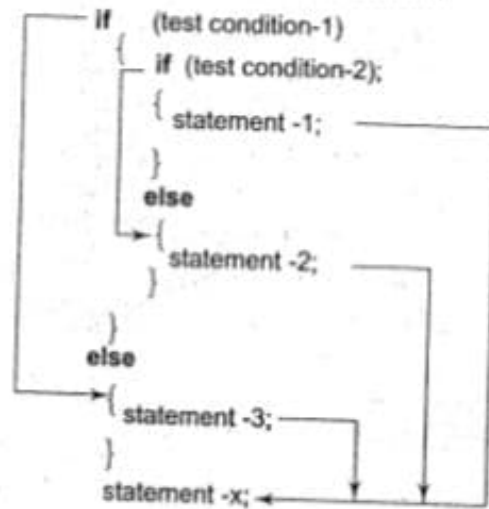 if (test condition-1)
{
if (test condition-2);
{
statement -1;
}
else
{
statement -2;
}
}
else
{
statement -3;
}
statement -x;